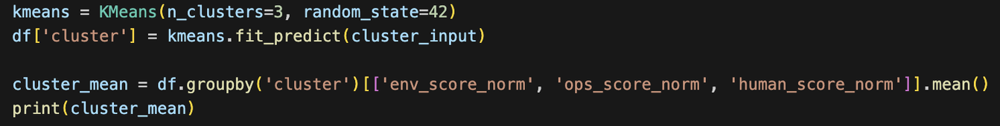 kmeans = KMeans(n_clusters=3, random_state=42)
df['cluster'] = kmeans.fit_predict(cluster_input)
cluster_mean = df.groupby('cluster')[['env_score_norm', 'ops_score_norm', 'human_score_norm']].mean()
print(cluster_mean)